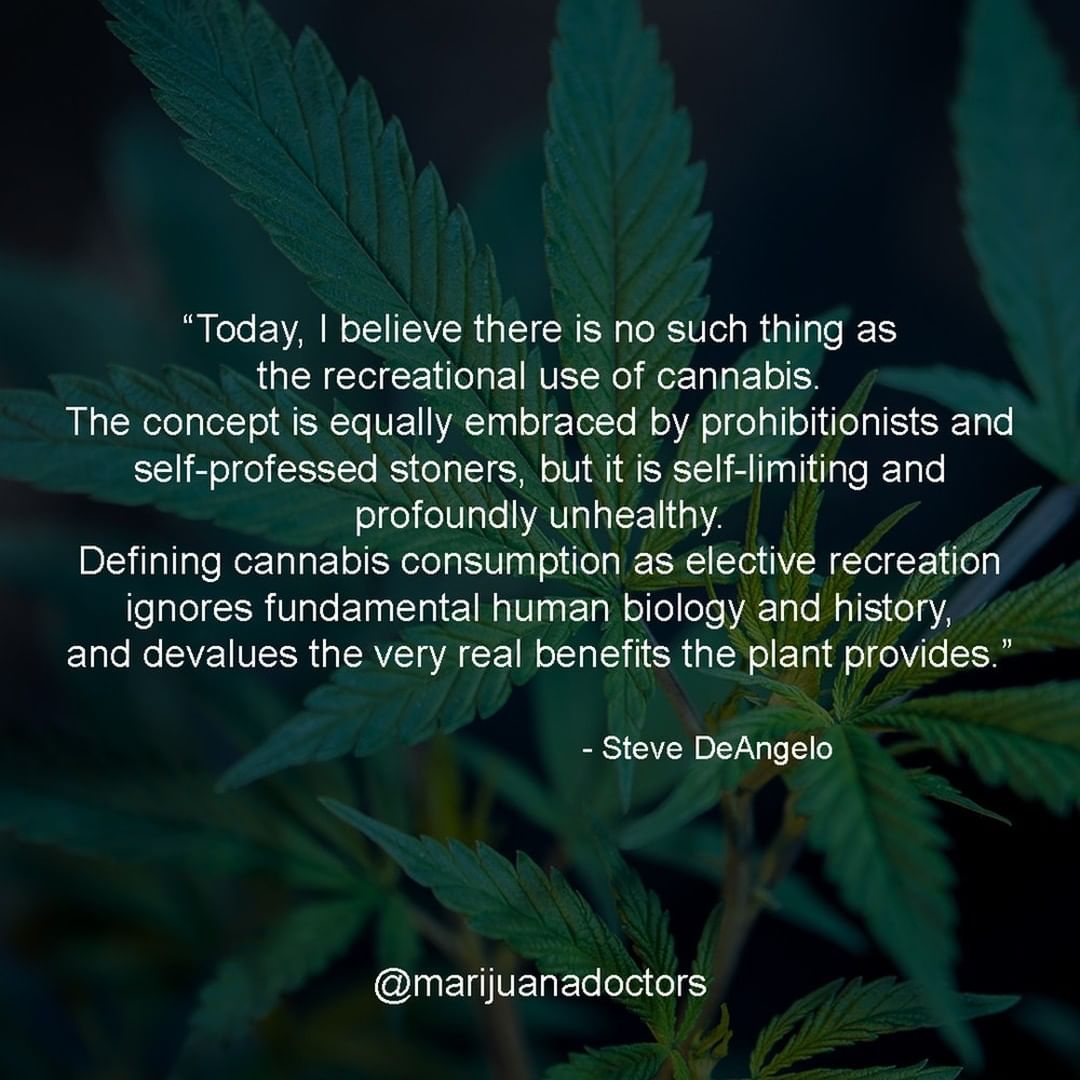 “Today, I believe there is no such thing as
the recreational use of cannabis.
The concept is equally embraced by prohibitionists and
self-professed stoners, but it is self-limiting and
profoundly unhealthy.
Defining cannabis consumption as elective recreation
ignores fundamental human biology and history,
and devalues the very real benefits the plant provides.”
- Steve DeAngelo
@marijuanadoctors